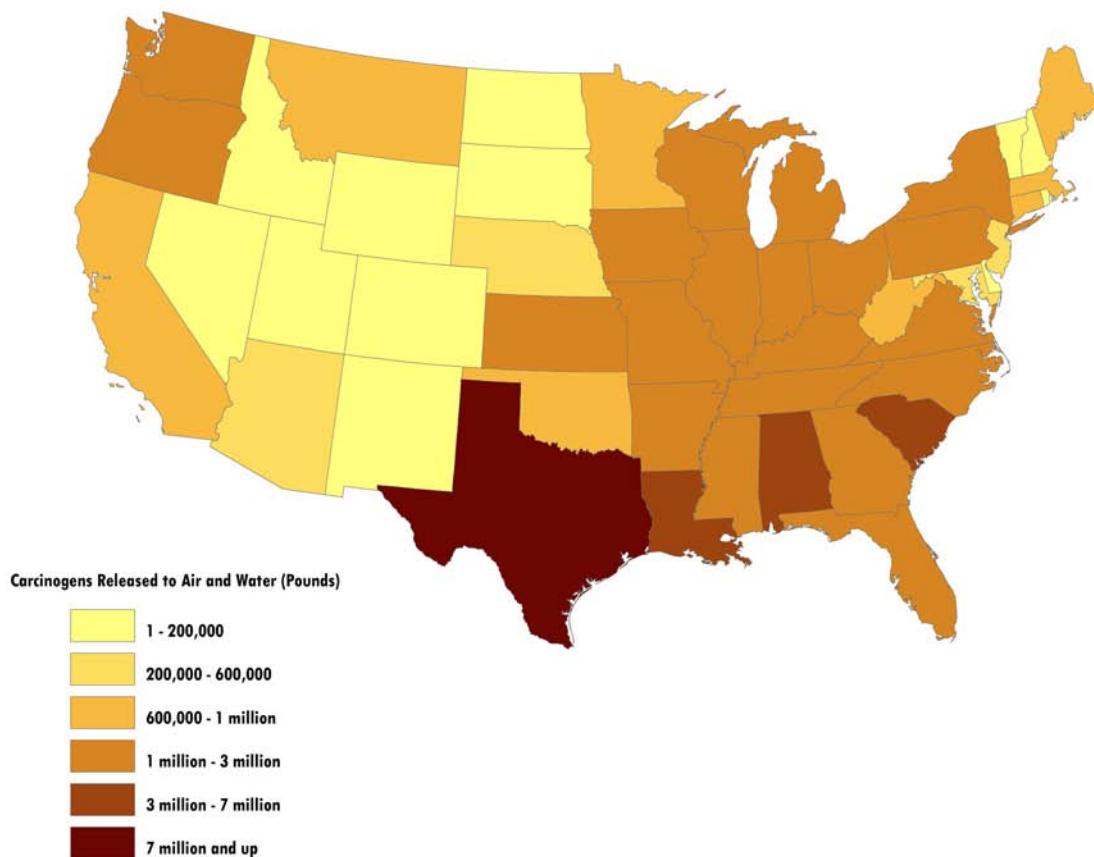 Carcinogens Released to Air and Water (Pounds)
1 - 200,000
200,000 - 600,000
600,000 - 1 million
1 million - 3 million
3 million - 7 million
7 million and up